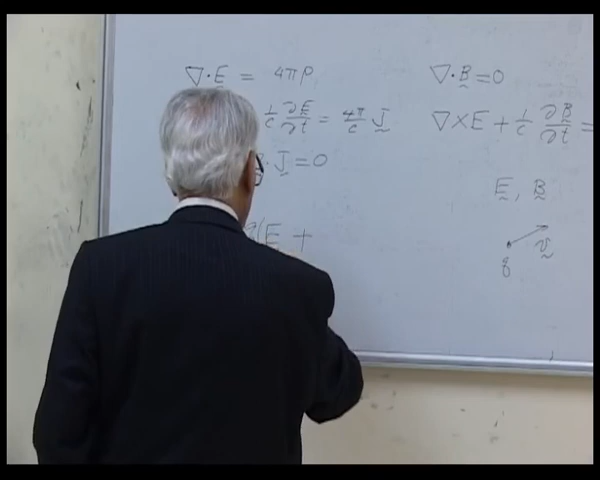 ∇·E = 4πρ
∇·B = 0
1/c ∂E/∂t = 4π/c J
∇×E + 1/c ∂B/∂t =
· J = 0
E, B
q(E +
v
q